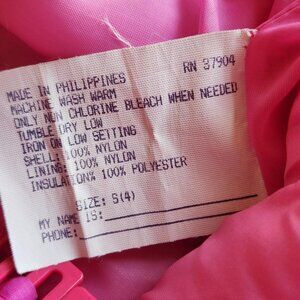 RN 37904
MADE IN PHILIPPINES
MACHINE WASH WARM
ONLY NON CHLORINE BLEACH WHEN NEEDED
TUMBLE DRY LOW
IRON ON LOW SETTING
SHELL: 100% NYLON
LINING: 100% NYLON
INSULATION% 100% POLYESTER
SIZE: S(4)
MY NAME IS:
PHONE: